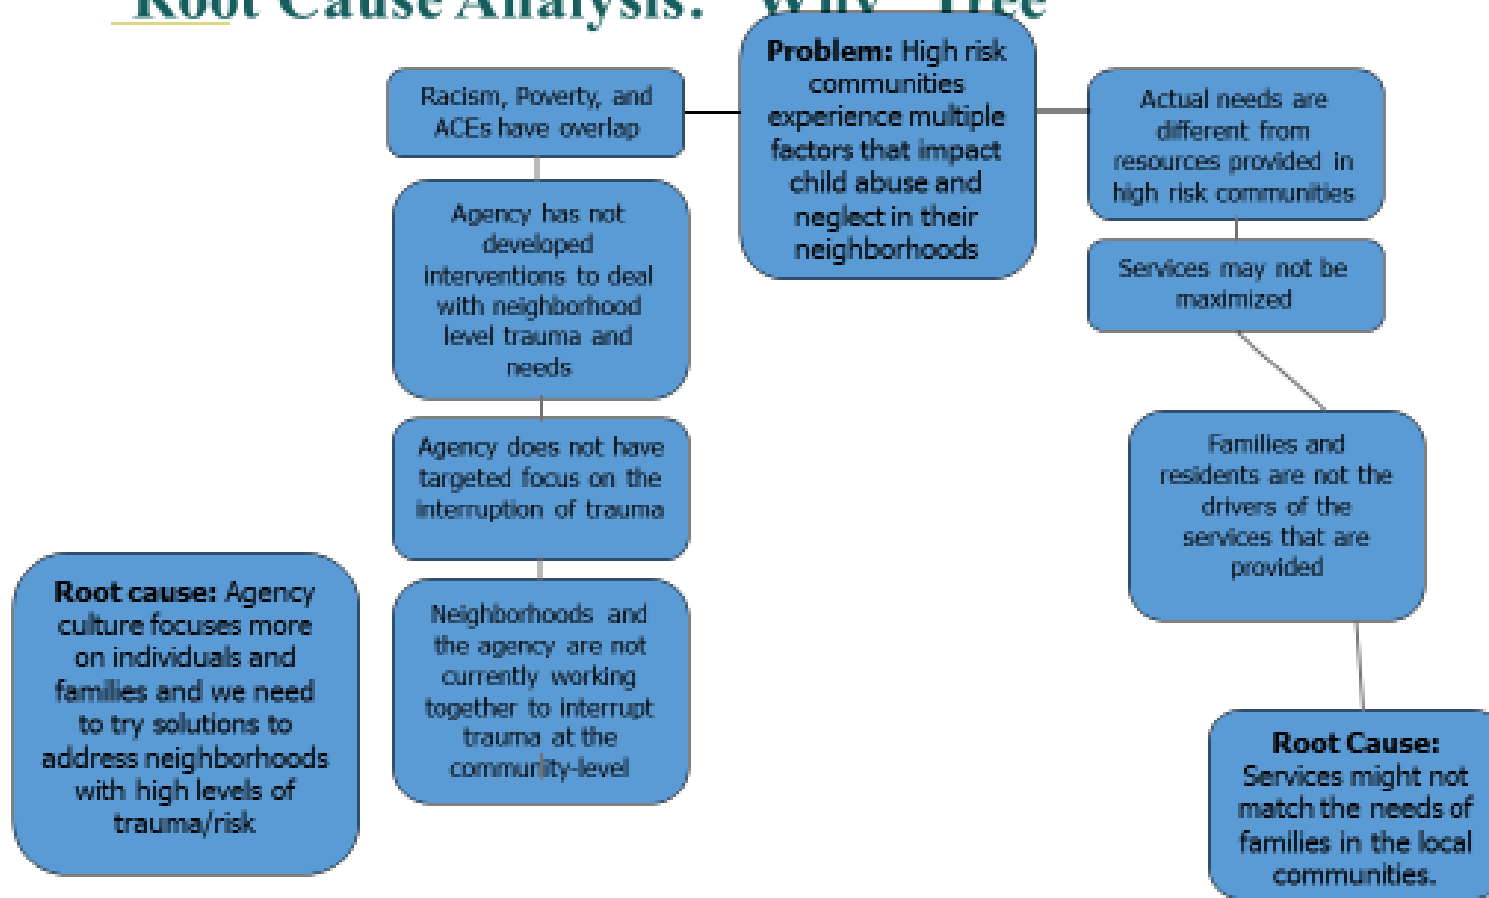 Root Cause Analysis: "Why" Tree
Problem: High risk
communities
experience multiple
factors that impact
child abuse and
neglect in their
neighborhoods
Racism, Poverty, and
ACEs have overlap
Agency has not
developed
interventions to deal
with neighborhood
level trauma and
needs
Agency does not have
targeted focus on the
interruption of trauma
Neighborhoods and
the agency are not
currently working
together to interrupt
trauma at the
community-level
Root cause: Agency
culture focuses more
on individuals and
families and we need
to try solutions to
address neighborhoods
with high levels of
trauma/risk
Actual needs are
different from
resources provided in
high risk communities
Services may not be
maximized
Families and
residents are not the
drivers of the
services that are
provided
Root Cause:
Services might not
match the needs of
families in the local
communities.